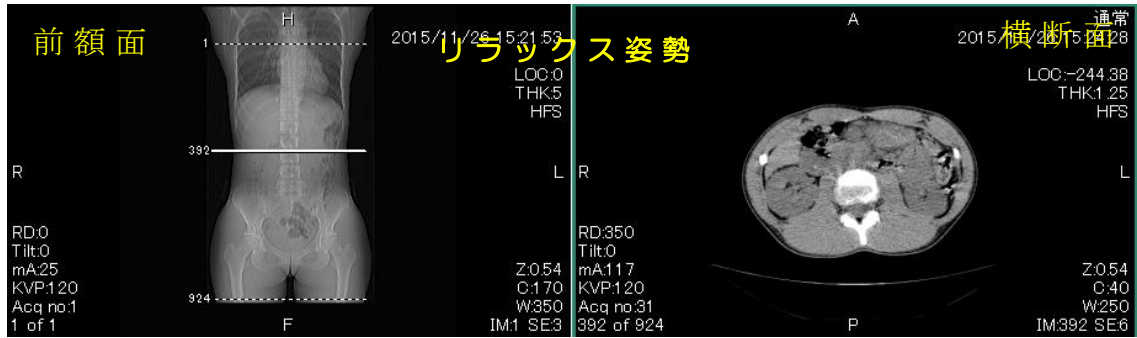 前額面
H
1
2015/11/26 15:21:53
LOC:0
THK:5
HFS
392
R
L
RD:0
Tilt:0
mA:25
KVP:120
Acq no:1
1 of 1
924
F
Z:0.54
C:170
W:350
IM:1 SE:3
リラックス姿勢
A
通常
横断面
LOC:-244.38
THK:1.25
HFS
R
L
RD:350
Tilt:0
mA:117
KVP:120
Acq no:31
392 of 924
P
Z:0.54
C:40
W:250
IM:392 SE:6